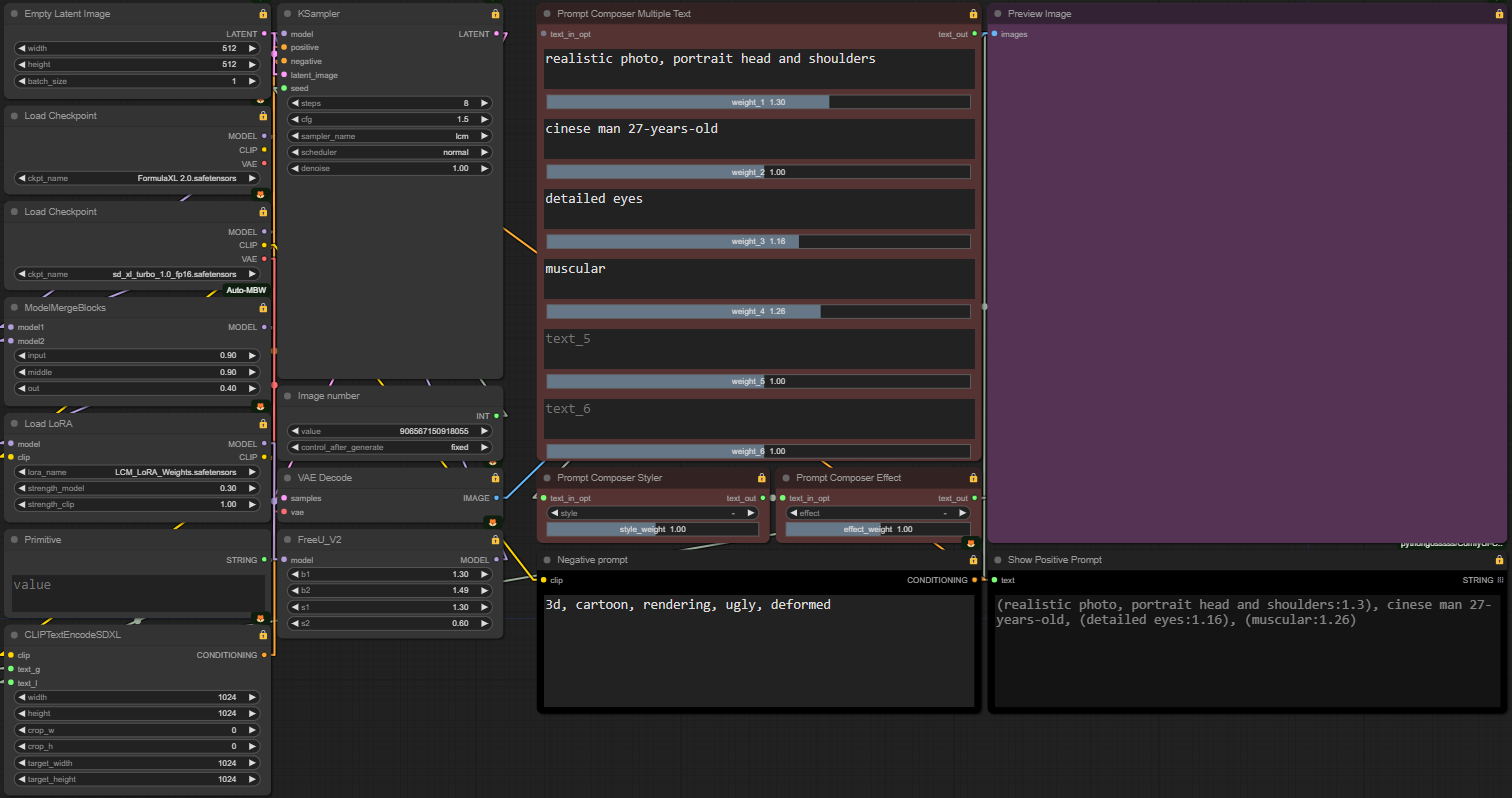 Empty Latent Image
LATENT
width 512
height 512
batch_size 1
Load Checkpoint
MODEL
CLIP
VAE
ckpt_name FormulaXL 2.0.safetensors
Load Checkpoint
MODEL
CLIP
VAE
ckpt_name sd_xl_turbo_1.0_fp16.safetensors
Auto-MBW
ModelMergeBlocks
model1 MODEL
model2
input 0.90
middle 0.90
out 0.40
Load LoRA
model MODEL
clip CLIP
lora_name LCM_LoRA_Weights.safetensors
strength_model 0.30
strength_clip 1.00
Primitive
STRING
value
CLIPTextEncodeSDXL
clip CONDITIONING
text_g
text_l
width 1024
height 1024
crop_w 0
crop_h 0
target_width 1024
target_height 1024
KSampler
model LATENT
positive
negative
latent_image
seed
steps 8
cfg 1.5
sampler_name lcm
scheduler normal
denoise 1.00
Image number
INT
value 906567150918055
control_after_generate fixed
VAE Decode
samples IMAGE
vae
FreeU_V2
model MODEL
b1 1.30
b2 1.49
s1 1.30
s2 0.60
Prompt Composer Multiple Text
text_in_opt text_out
realistic photo, portrait head and shoulders
weight_1 1.30
cinese man 27-years-old
weight_2 1.00
detailed eyes
weight_3 1.16
muscular
weight_4 1.26
text_5
weight_5 1.00
text_6
weight_6 1.00
Prompt Composer Styler
text_in_opt text_out
style -
style_weight 1.00
Prompt Composer Effect
text_in_opt text_out
effect -
effect_weight 1.00
Negative prompt
clip CONDITIONING
3d, cartoon, rendering, ugly, deformed
Preview Image
images
Show Positive Prompt
text STRING
(realistic photo, portrait head and shoulders:1.3), cinese man 27-
years-old, (detailed eyes:1.16), (muscular:1.26)